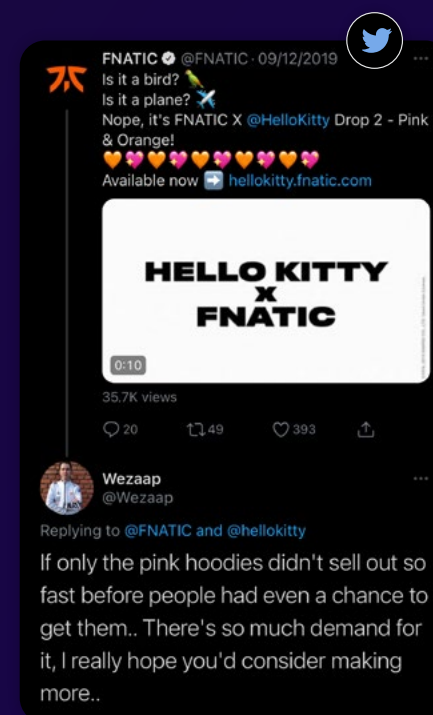 FNATIC @FNATIC · 09/12/2019
Is it a bird? 🦜
Is it a plane? ✈️
Nope, it's FNATIC X @HelloKitty Drop 2 - Pink
& Orange!
🧡💖🧡💖🧡💖🧡💖🧡💖
Available now ➡️ hellokitty.fnatic.com
HELLO KITTY
X
FNATIC
0:10
35.7K views
20 49 393
Wezaap
@Wezaap
Replying to @FNATIC and @hellokitty
If only the pink hoodies didn't sell out so
fast before people had even a chance to
get them.. There's so much demand for
it, I really hope you'd consider making
more..